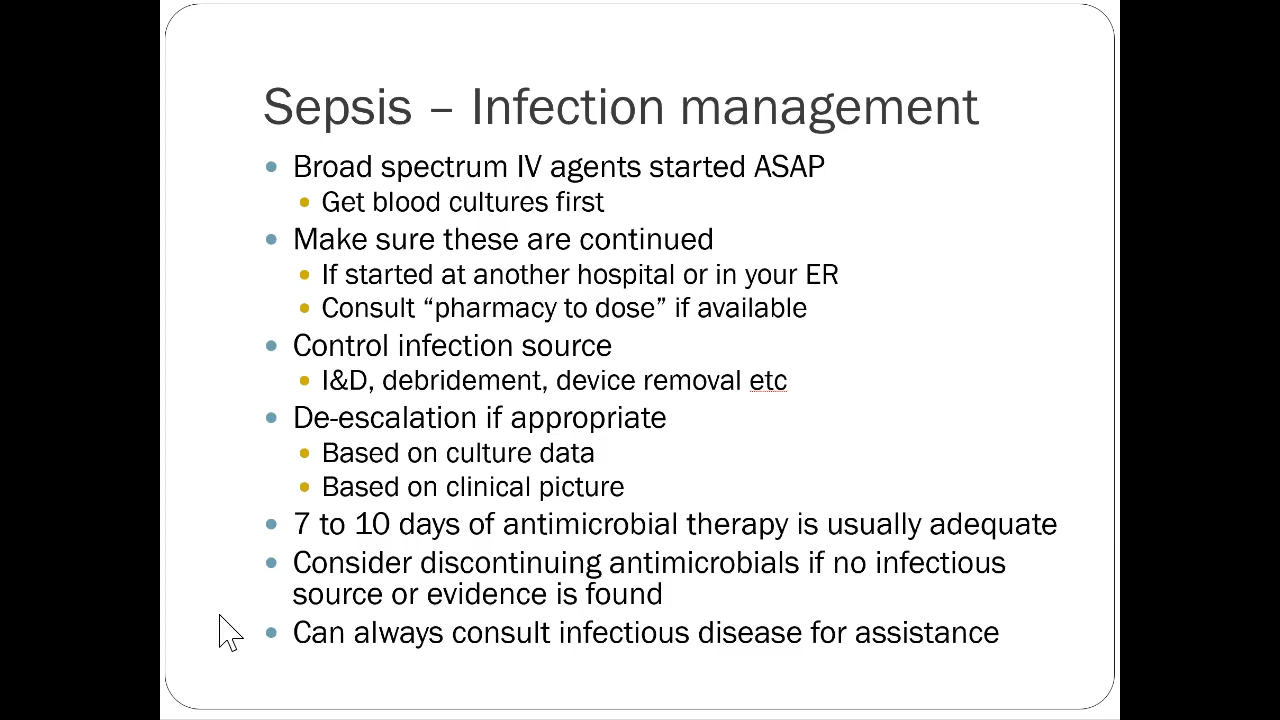 Sepsis – Infection management
Broad spectrum IV agents started ASAP
Get blood cultures first
Make sure these are continued
If started at another hospital or in your ER
Consult “pharmacy to dose” if available
Control infection source
I&D, debridement, device removal etc
De-escalation if appropriate
Based on culture data
Based on clinical picture
7 to 10 days of antimicrobial therapy is usually adequate
Consider discontinuing antimicrobials if no infectious
source or evidence is found
Can always consult infectious disease for assistance